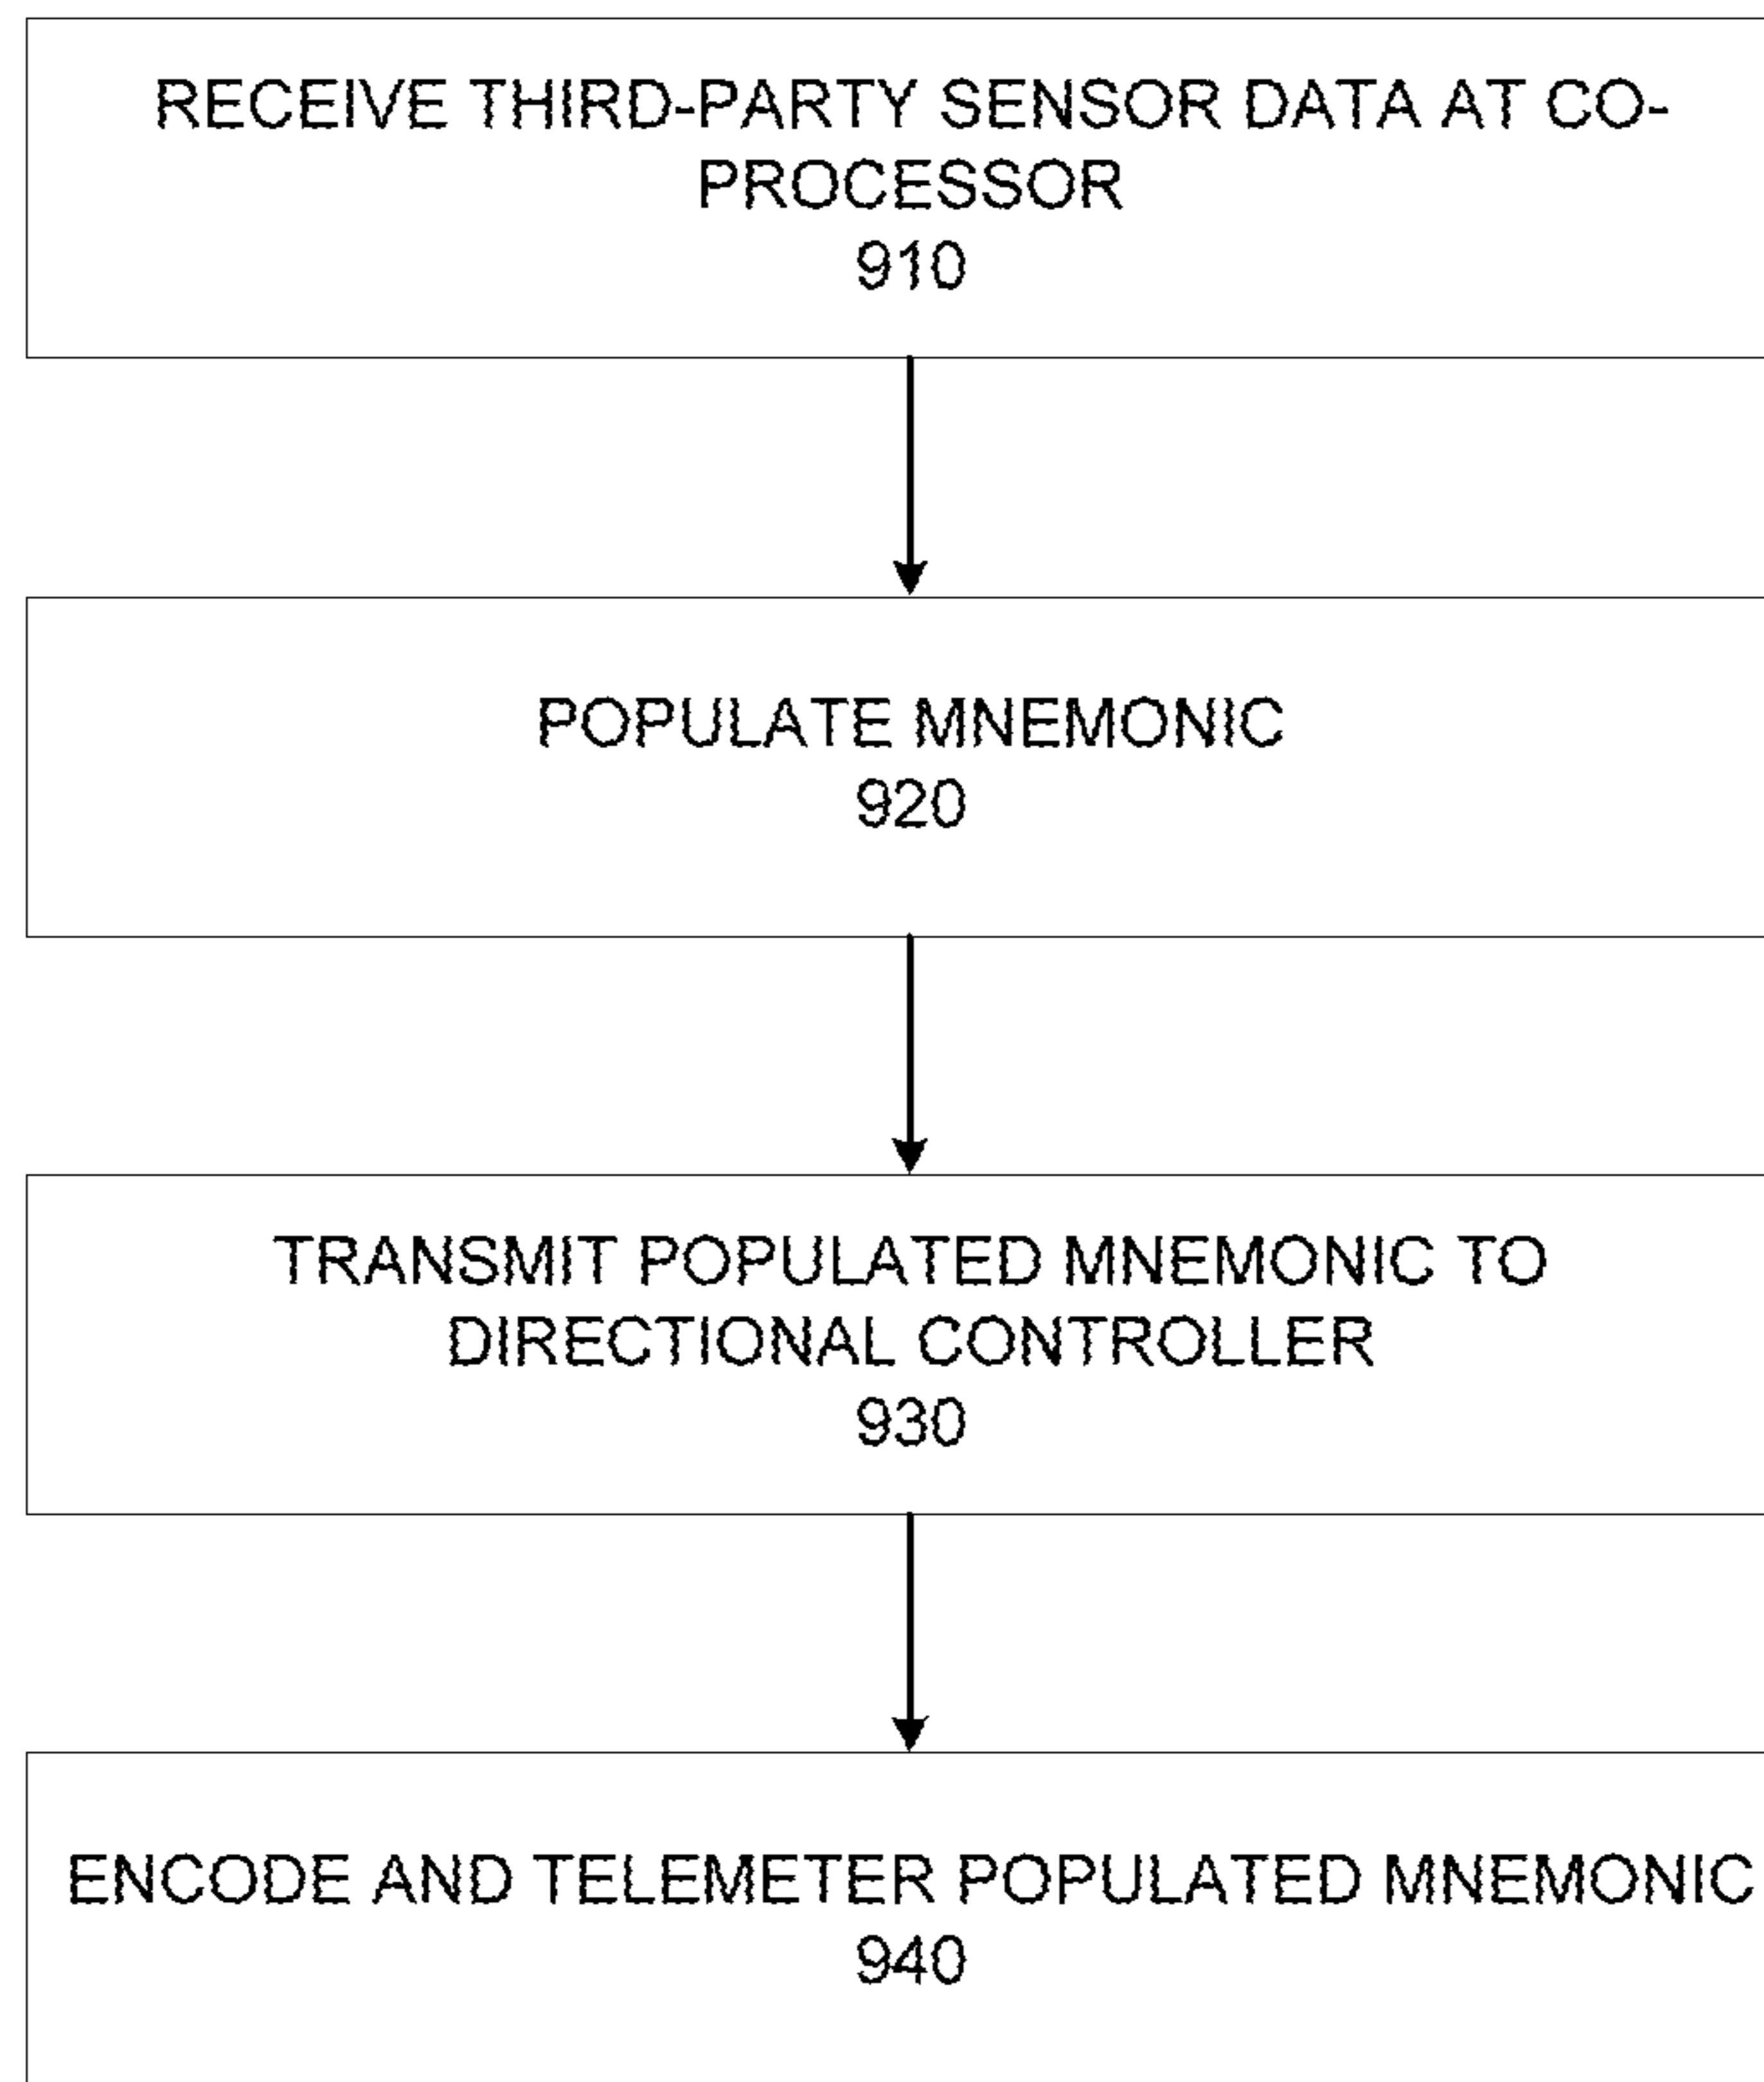 RECEIVE THIRD-PARTY SENSOR DATA AT CO-
PROCESSOR
910
POPULATE MNEMONIC
920
TRANSMIT POPULATED MNEMONIC TO
DIRECTIONAL CONTROLLER
930
ENCODE AND TELEMETER POPULATED MNEMONIC
940